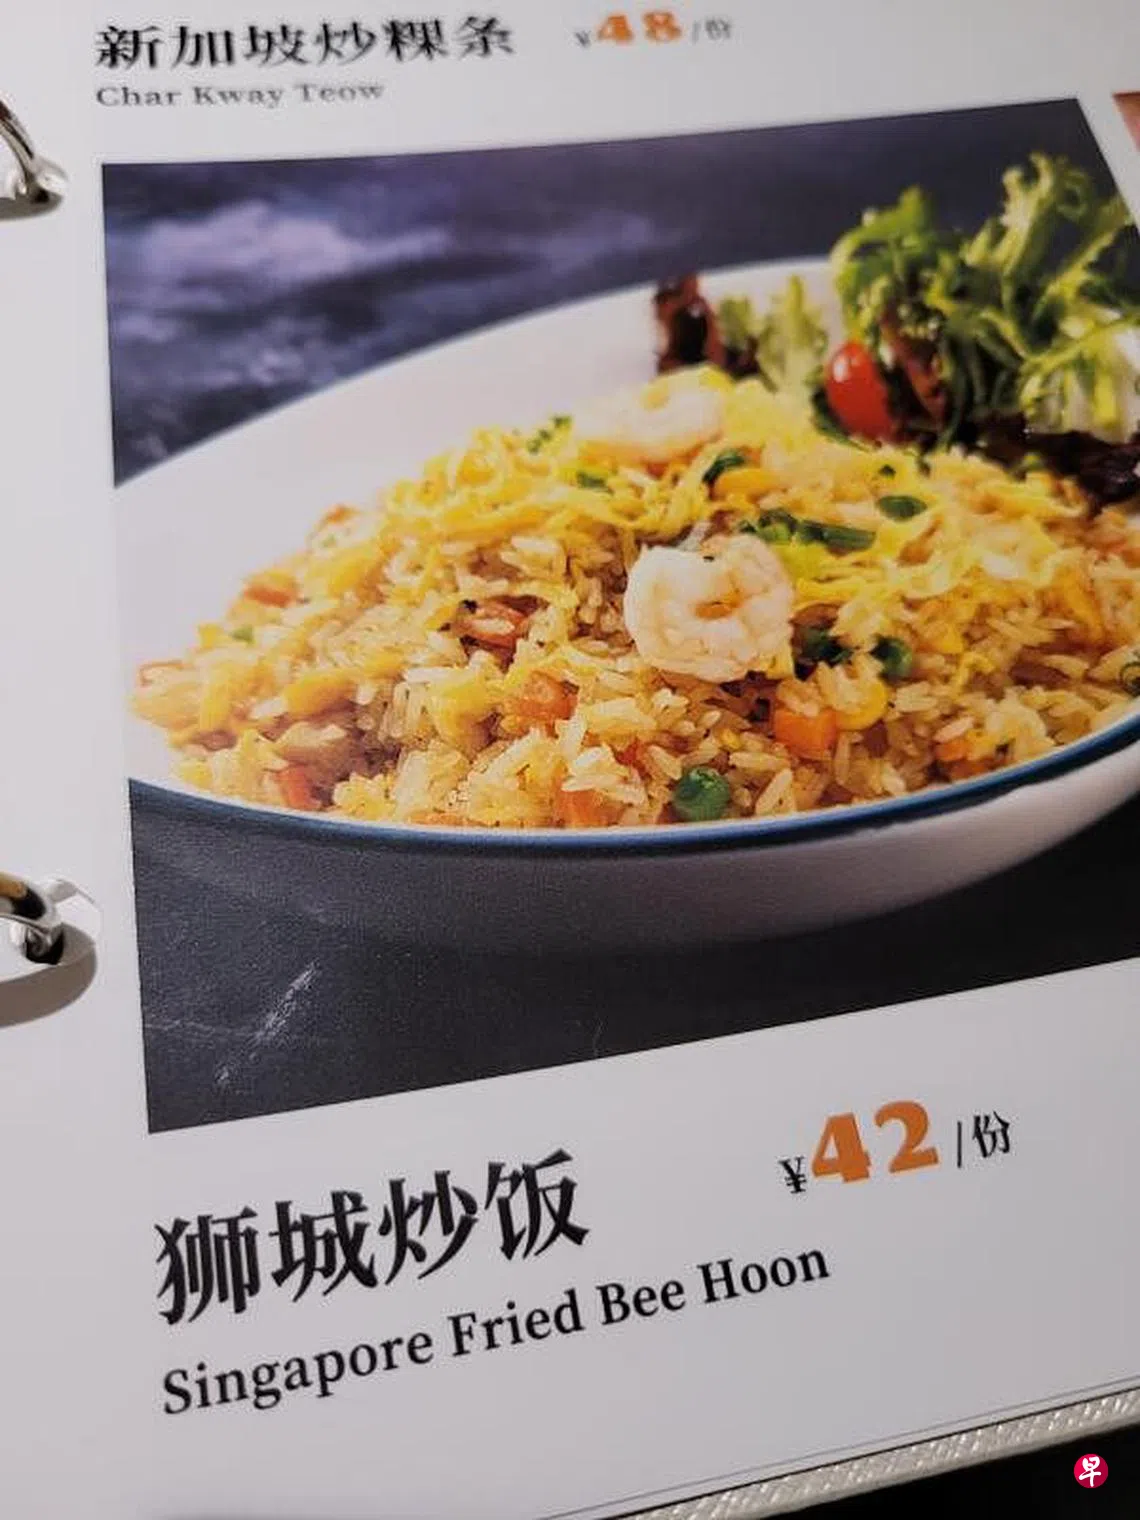 新加坡炒粿条 ¥48/份
Char Kway Teow
狮城炒饭 ¥42/份
Singapore Fried Bee Hoon
早